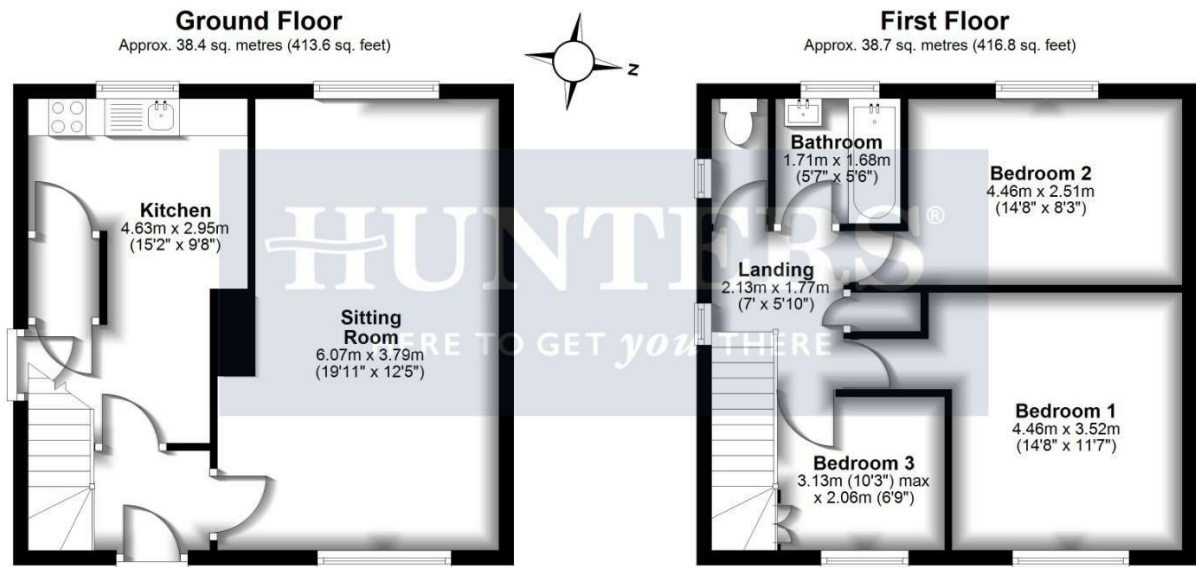 Ground Floor
Approx. 38.4 sq. metres (413.6 sq. feet)
Kitchen
4.63m x 2.95m
(15'2" x 9'8")
Sitting
Room
6.07m x 3.79m
(19'11" x 12'5")
N
First Floor
Approx. 38.7 sq. metres (416.8 sq. feet)
Bathroom
1.71m x 1.68m
(5'7" x 5'6")
Bedroom 2
4.46m x 2.51m
(14'8" x 8'3")
Landing
2.13m x 1.77m
(7' x 5'10")
Bedroom 1
4.46m x 3.52m
(14'8" x 11'7")
Bedroom 3
3.13m (10'3") max
x 2.06m (6'9")
HUNTERS®
HERE TO GET you THERE